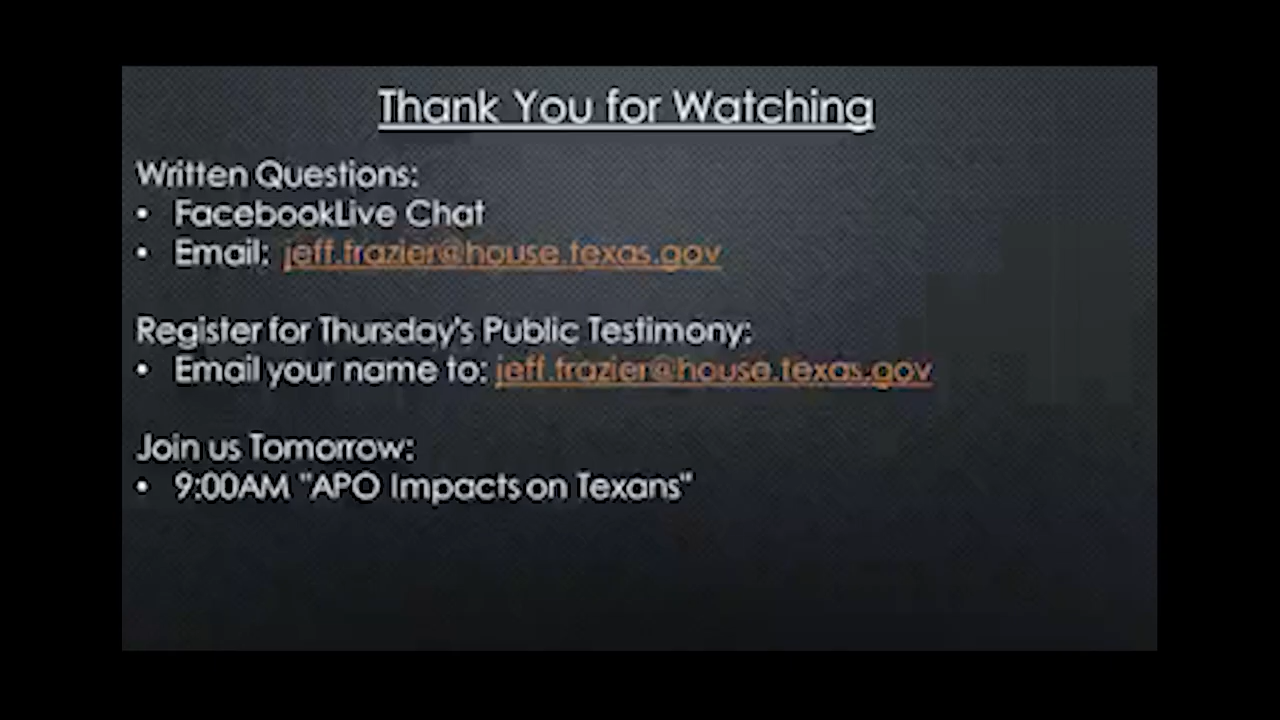 Thank You for Watching
Written Questions:
• FacebookLive Chat
• Email: jeff.frazier@house.texas.gov
Register for Thursday's Public Testimony:
• Email your name to: jeff.frazier@house.texas.gov
Join us Tomorrow:
• 9:00AM "APO Impacts on Texans"